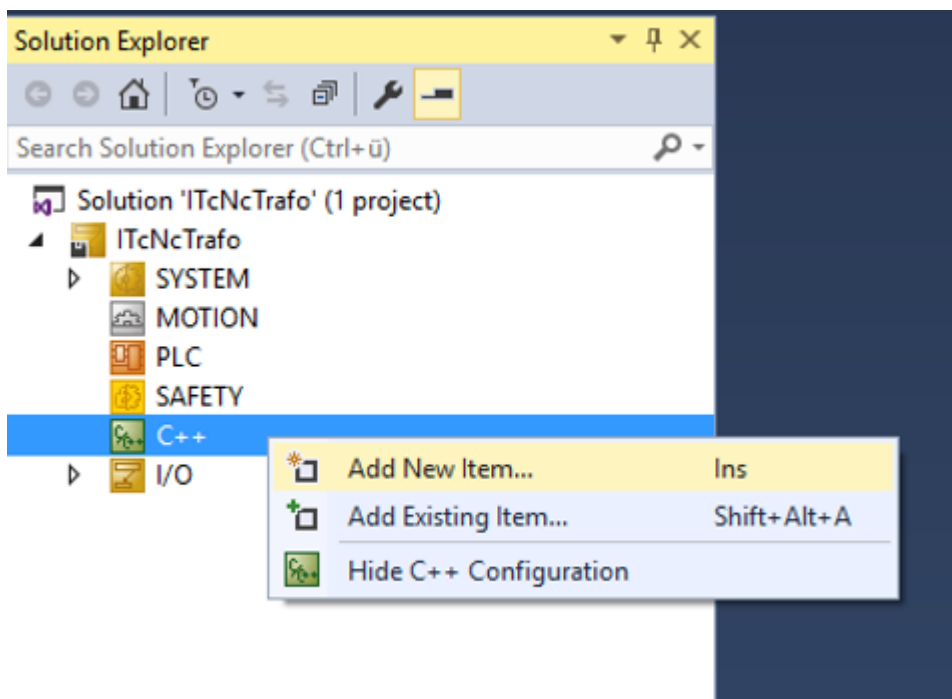 Solution Explorer
Search Solution Explorer (Ctrl+ü)
Solution 'ITcNcTrafo' (1 project)
ITcNcTrafo
SYSTEM
MOTION
PLC
SAFETY
C++
I/O
Add New Item... Ins
Add Existing Item... Shift+Alt+A
Hide C++ Configuration